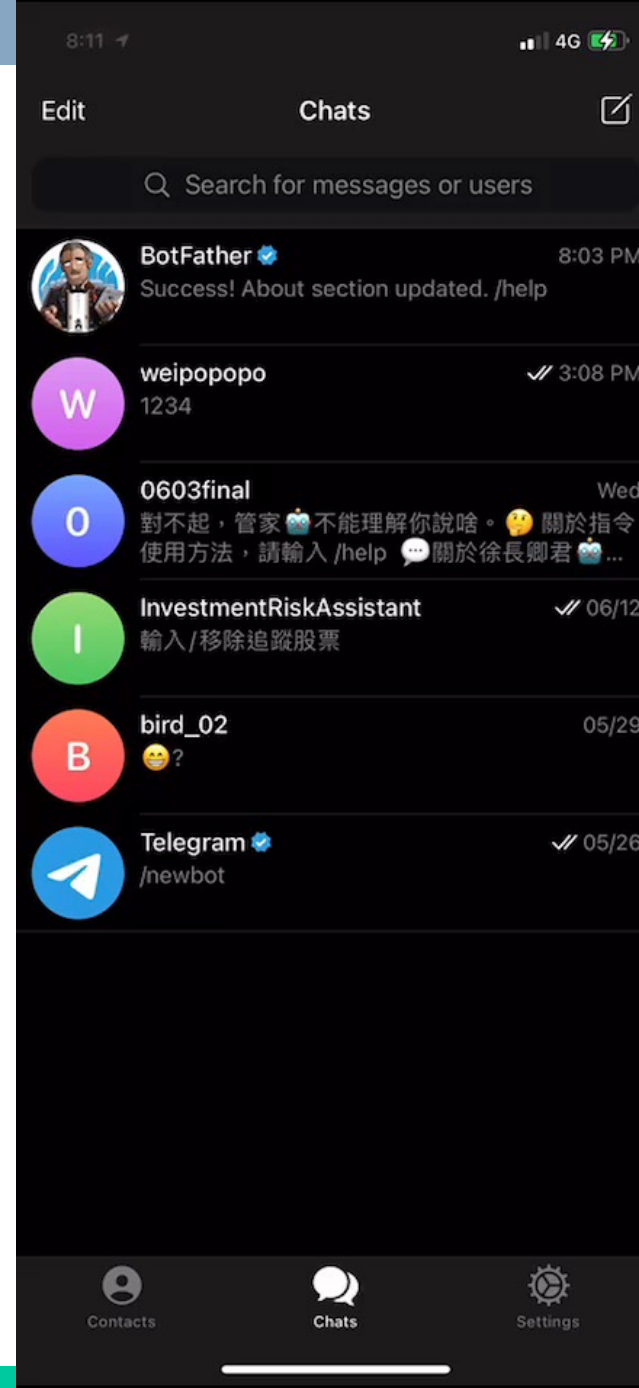 8:11
4G
Edit
Chats
Search for messages or users
BotFather
8:03 PM
Success! About section updated. /help
weipopopo
3:08 PM
1234
0603final
Wed
對不起，管家🤖不能理解你說啥。🤔 關於指令
使用方法，請輸入 /help 💬關於徐長卿君🤖...
InvestmentRiskAssistant
06/12
輸入/移除追蹤股票
bird_02
05/29
😁?
Telegram
05/26
/newbot
W
0
I
B
Contacts
Chats
Settings